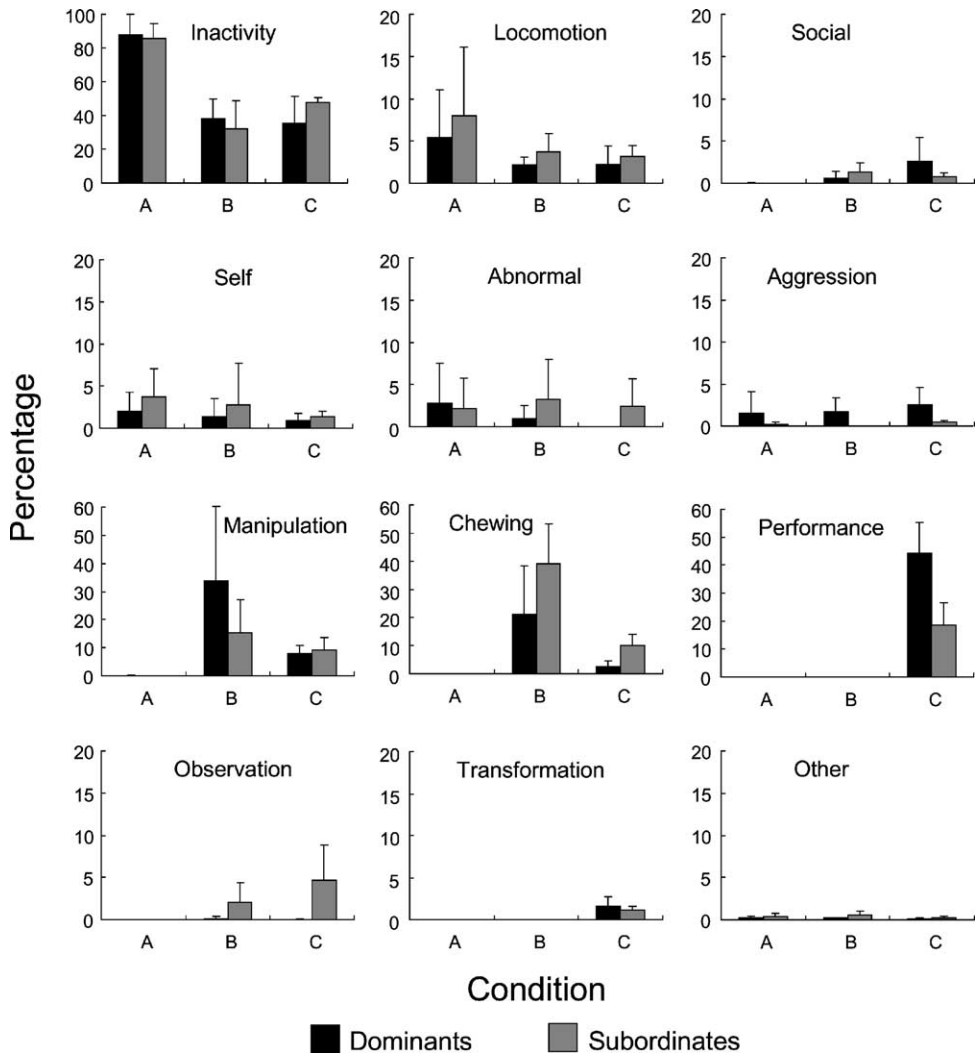 Inactivity
100
80
60
40
20
0
A B C
Locomotion
20
15
10
5
0
A B C
Social
20
15
10
5
0
A B C
Self
20
15
10
5
0
A B C
Abnormal
20
15
10
5
0
A B C
Aggression
20
15
10
5
0
A B C
Percentage
Manipulation
60
50
40
30
20
10
0
A B C
Chewing
60
50
40
30
20
10
0
A B C
Performance
60
50
40
30
20
10
0
A B C
Observation
20
15
10
5
0
A B C
Transformation
20
15
10
5
0
A B C
Other
20
15
10
5
0
A B C
Condition
Dominants Subordinates